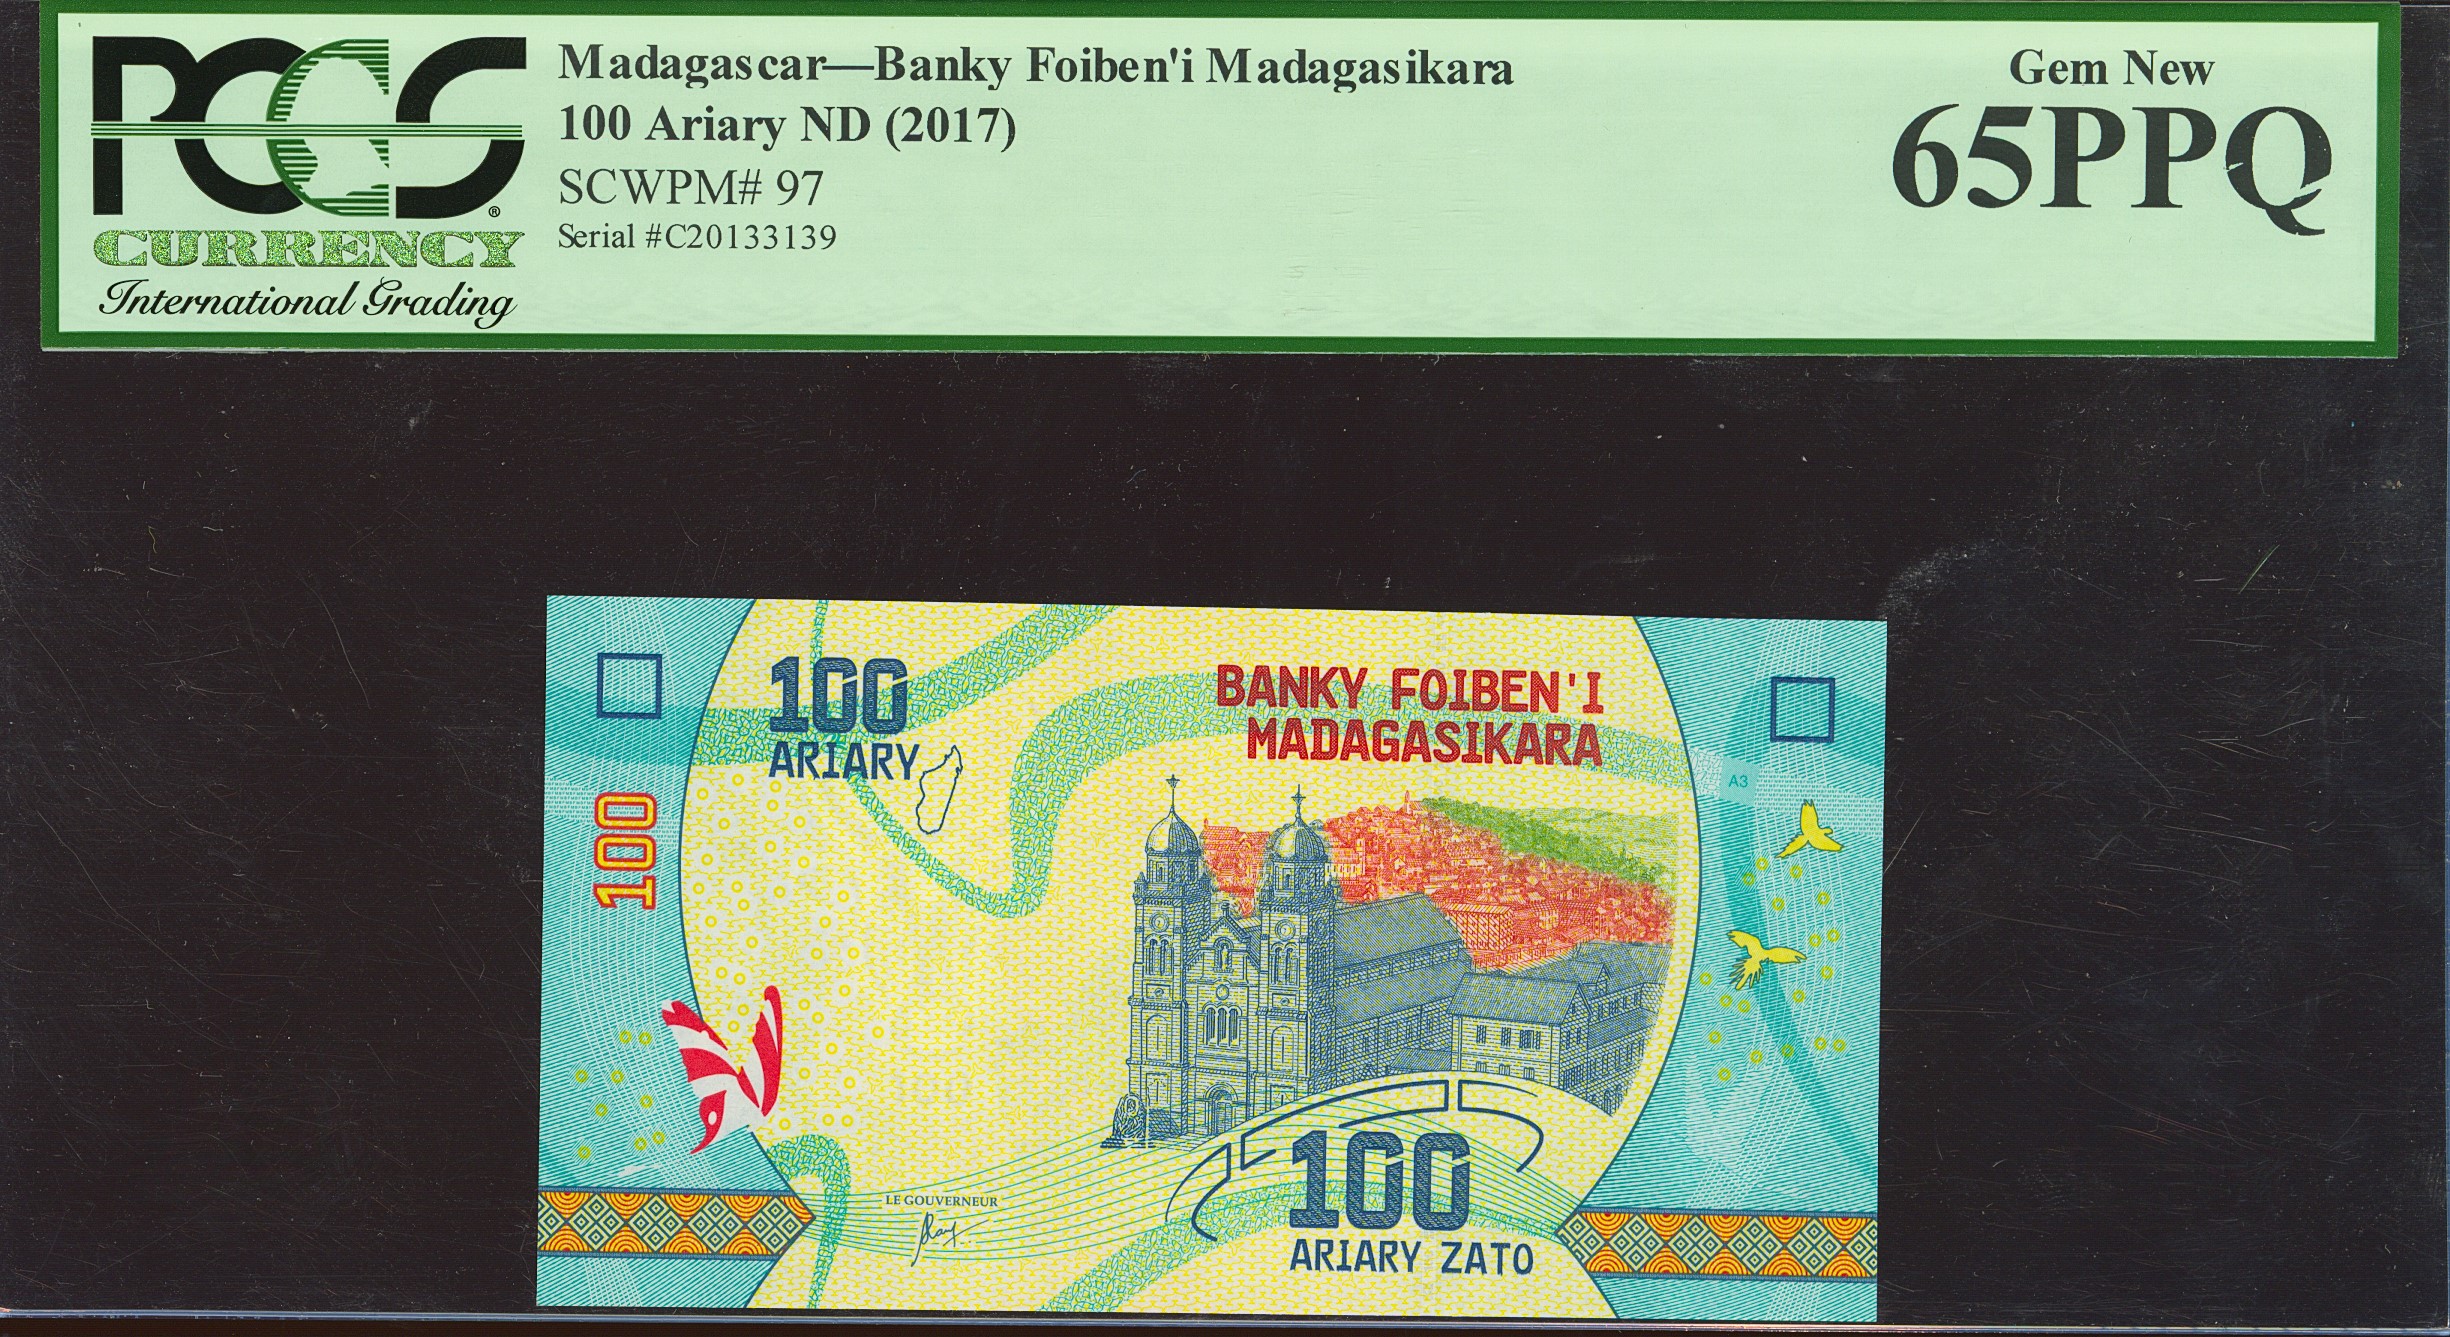 PCGS
CURRENCY
International Grading
®
Madagascar—Banky Foiben'i Madagasikara
100 Ariary ND (2017)
SCWPM# 97
Serial #C20133139
Gem New
65PPQ
100
ARIARY
BANKY FOIBEN'I
MADAGASIKARA
A3
100
LE GOUVERNEUR
100
ARIARY ZATO